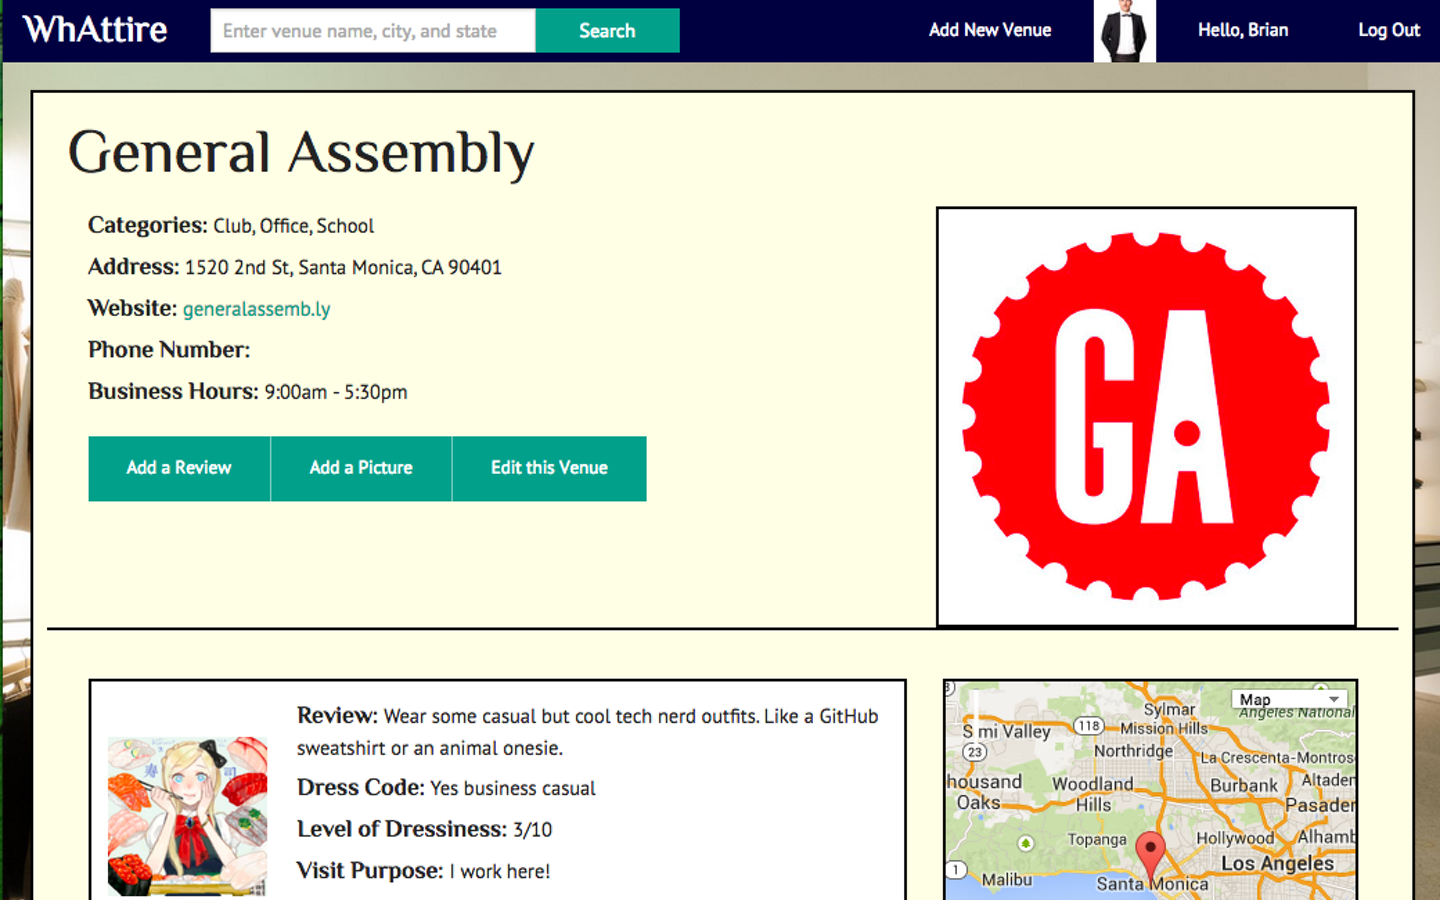 WhAttire
Enter venue name, city, and state
Search
Add New Venue
Hello, Brian
Log Out
General Assembly
Categories: Club, Office, School
Address: 1520 2nd St, Santa Monica, CA 90401
Website: generalassemb.ly
Phone Number:
Business Hours: 9:00am - 5:30pm
Add a Review
Add a Picture
Edit this Venue
GA
Review: Wear some casual but cool tech nerd outfits. Like a GitHub
sweatshirt or an animal onesie.
Dress Code: Yes business casual
Level of Dressiness: 3/10
Visit Purpose: I work here!
寿
司
Map
Sylmar
Angeles National
S mi Valley
118
Mission Hills
23
Northridge
La Crescenta-Montros
housand
Oaks
Woodland
Hills
Burbank
Altaden
Pasader
Topanga
Hollywood
Alhamb
1
Malibu
Los Angeles
Santa Monica